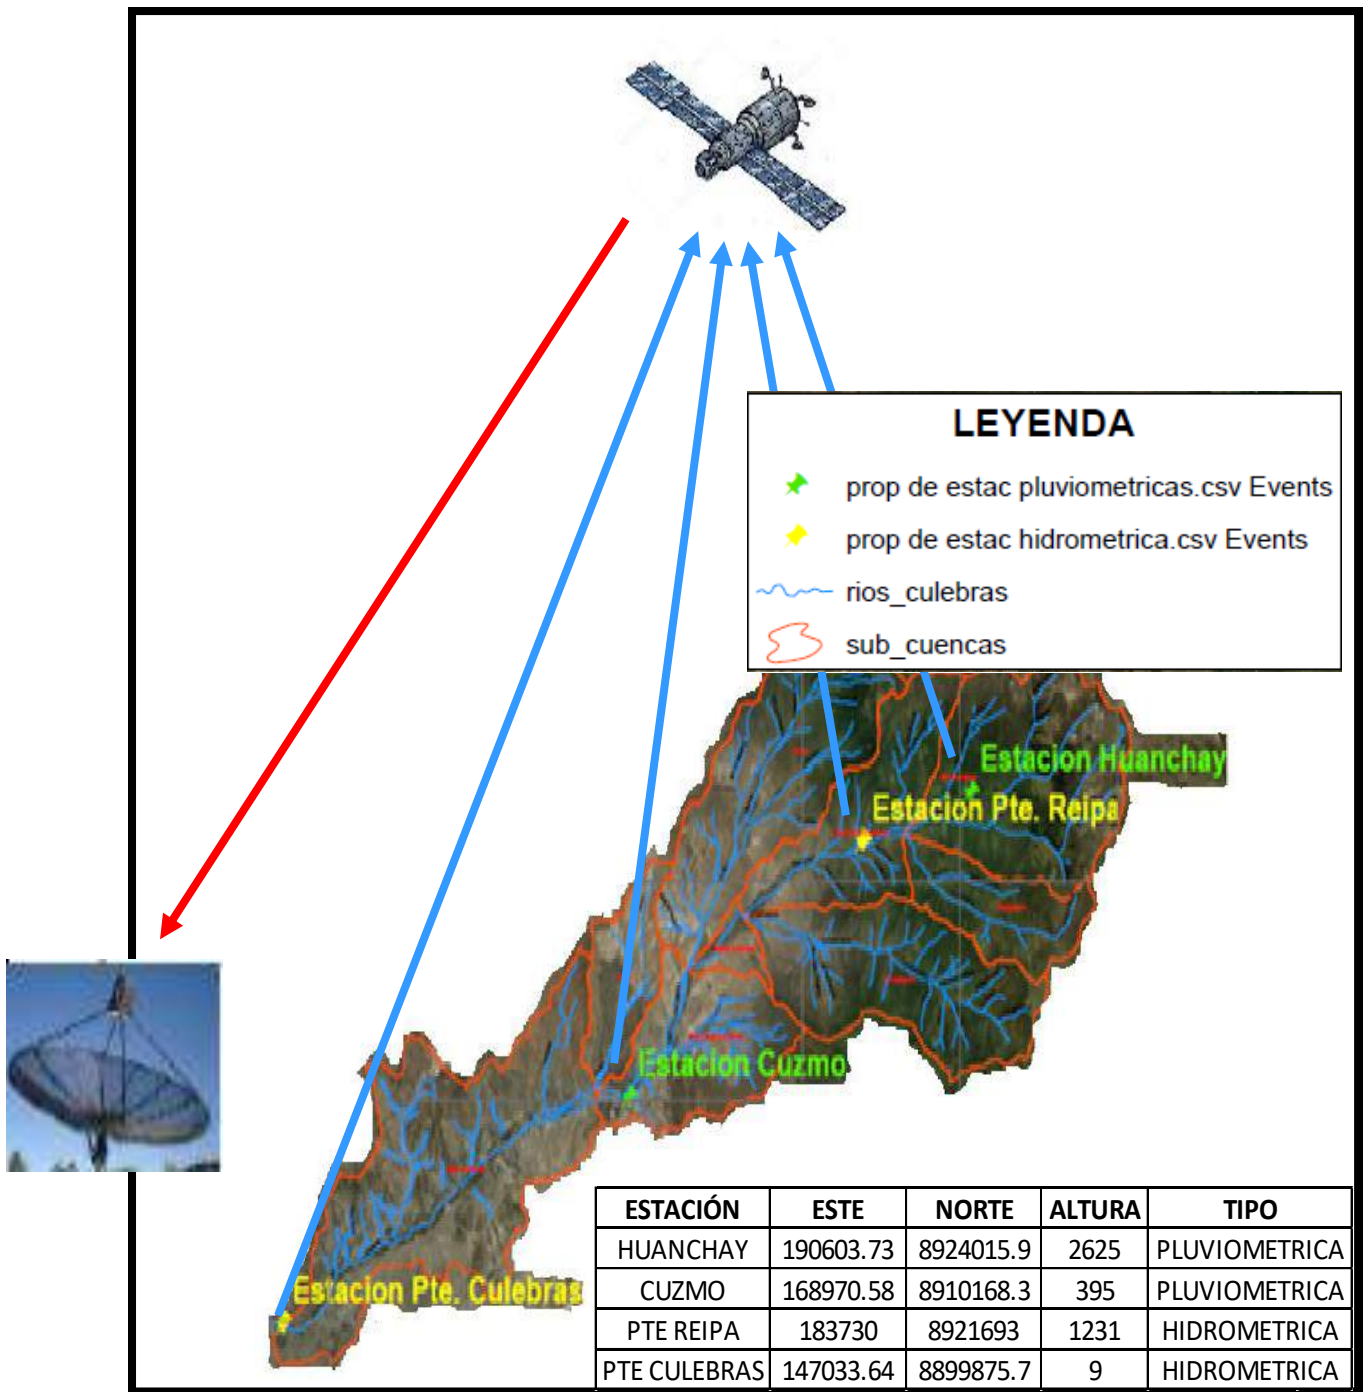 LEYENDA
prop de estac pluviometricas.csv Events
prop de estac hidrometrica.csv Events
rios_culebras
sub_cuencas
Estacion Huanchay
Estacion Pte. Reipa
Estacion Cuzmo
Estacion Pte. Culebras
ESTACIÓN ESTE NORTE ALTURA TIPO
HUANCHAY 190603.73 8924015.9 2625 PLUVIOMETRICA
CUZMO 168970.58 8910168.3 395 PLUVIOMETRICA
PTE REIPA 183730 8921693 1231 HIDROMETRICA
PTE CULEBRAS 147033.64 8899875.7 9 HIDROMETRICA